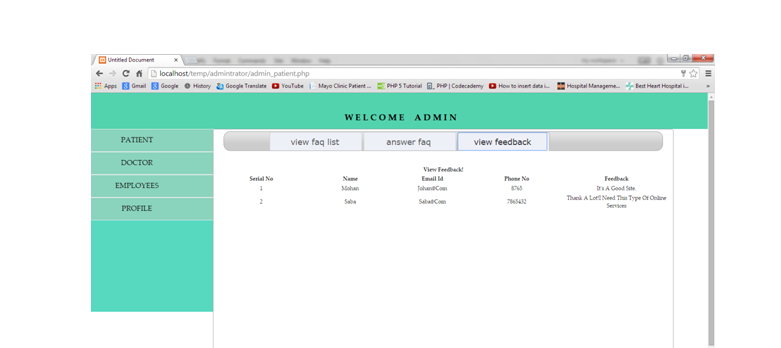 Untitled Document
localhost/temp/admintrator/admin_patient.php
Apps Gmail Google History Google Translate YouTube Mayo Clinic Patient ... PHP 5 Tutorial PHP | Codecademy How to insert data i... Hospital Manageme... Best Heart Hospital i... »
WELCOME ADMIN
PATIENT
DOCTOR
EMPLOYEES
PROFILE
view faq list answer faq view feedback
View Feedback!
Serial No Name Email Id Phone No Feedback
1 Mohan Johar@Com 8765 It's A Good Site.
2 Saba Saba@Com 7865432 Thank A Lot!I Need This Type Of Online
Services